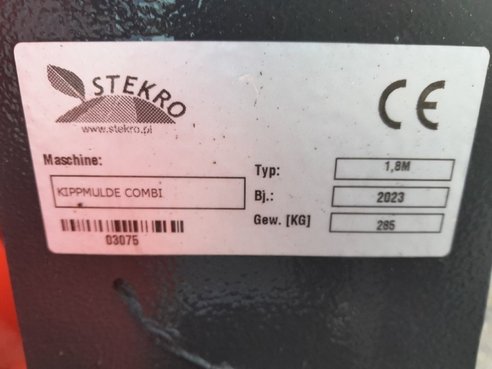 STEKRO
www.stekro.pl
CE
Maschine:
KIPPMULDE COMBI
03075
Typ: 1,8M
Bj.: 2023
Gew. [KG] 285